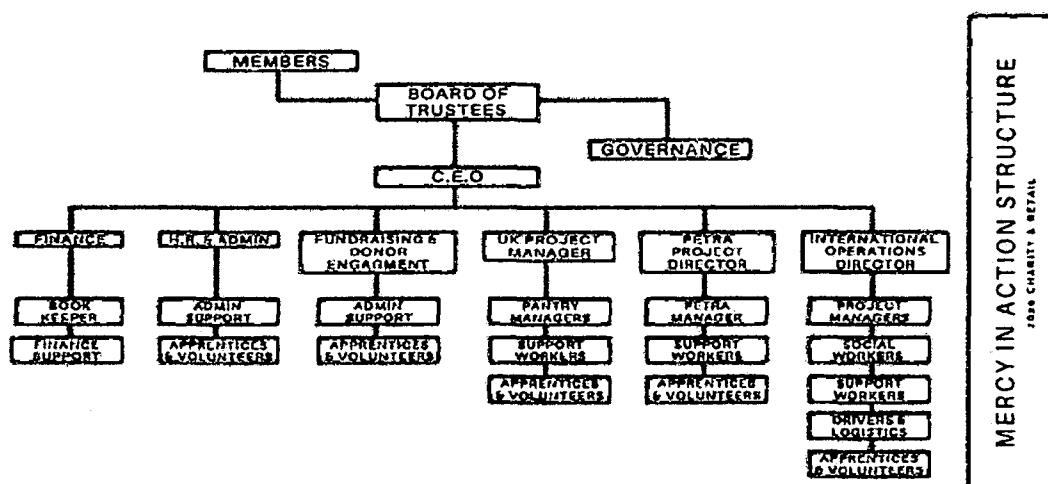 MEMBERS
BOARD OF
TRUSTEES
GOVERNANCE
C.E.O
FINANCE
H.R. & ADMIN
FUNDRAISING &
DONOR
ENGAGMENT
UK PROJECT
MANAGER
PETRA
PROJECT
DIRECTOR
INTERNATIONAL
OPERATIONS
DIRECTOR
BOOK
KEEPER
ADMIN
SUPPORT
ADMIN
SUPPORT
PANTRY
MANAGERS
PETRA
MANAGER
PROJECT
MANAGERS
FINANCE
SUPPORT
APPRENTICES
& VOLUNTEERS
APPRENTICES
& VOLUNTEERS
SUPPORT
WORKERS
SUPPORT
WORKERS
SOCIAL
WORKERS
APPRENTICES
& VOLUNTEERS
APPRENTICES
& VOLUNTEERS
SUPPORT
WORKERS
DRIVERS &
LOGISTICS
APPRENTICES
& VOLUNTEERS
MERCY IN ACTION STRUCTURE
CHARITY & RETAIL